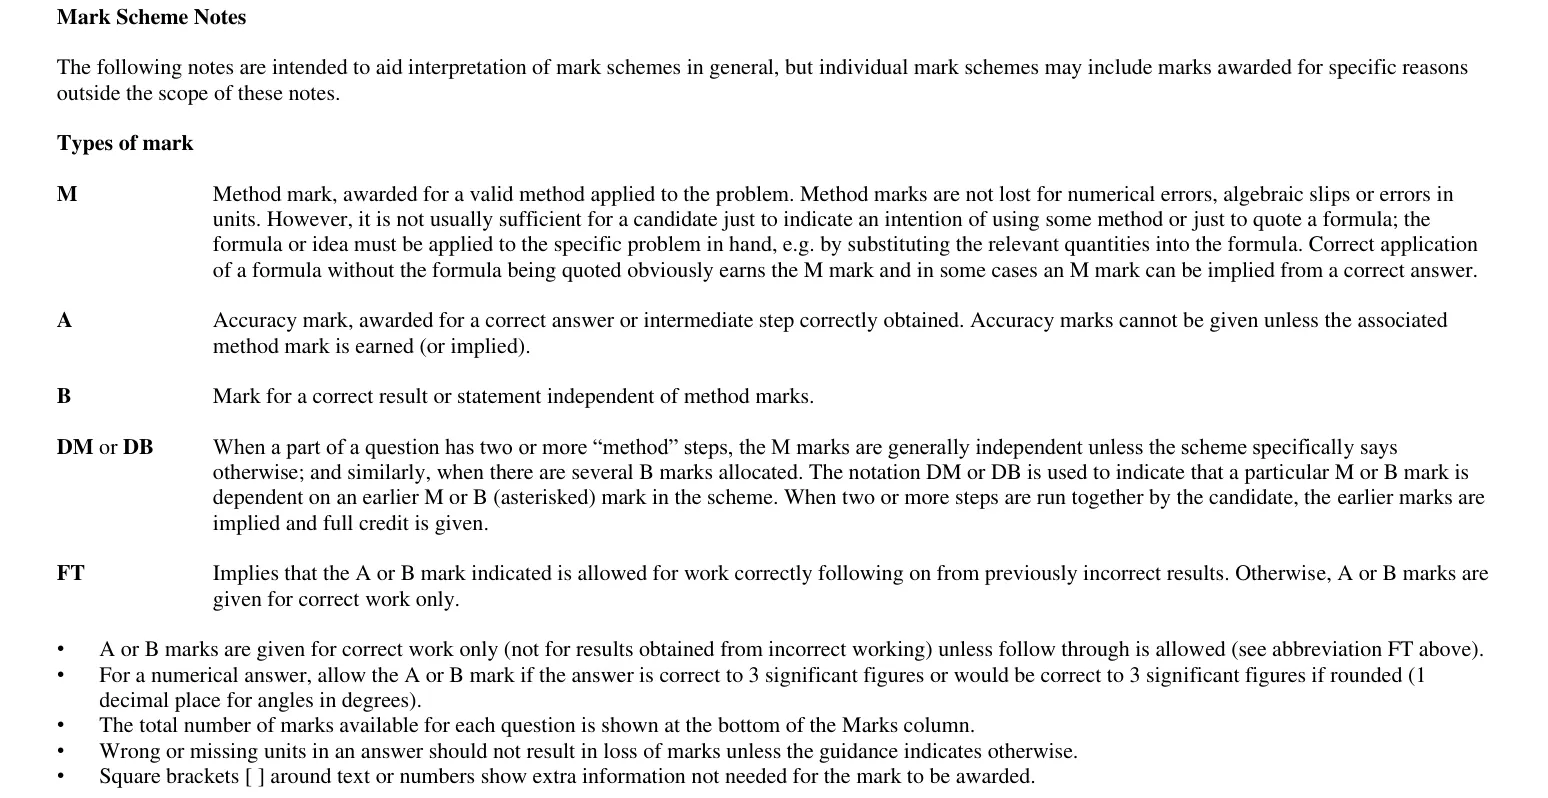 Mark Scheme Notes
The following notes are intended to aid interpretation of mark schemes in general, but individual mark schemes may include marks awarded for specific reasons
outside the scope of these notes.
Types of mark
M Method mark, awarded for a valid method applied to the problem. Method marks are not lost for numerical errors, algebraic slips or errors in
units. However, it is not usually sufficient for a candidate just to indicate an intention of using some method or just to quote a formula; the
formula or idea must be applied to the specific problem in hand, e.g. by substituting the relevant quantities into the formula. Correct application
of a formula without the formula being quoted obviously earns the M mark and in some cases an M mark can be implied from a correct answer.
A Accuracy mark, awarded for a correct answer or intermediate step correctly obtained. Accuracy marks cannot be given unless the associated
method mark is earned (or implied).
B Mark for a correct result or statement independent of method marks.
DM or DB When a part of a question has two or more “method” steps, the M marks are generally independent unless the scheme specifically says
otherwise; and similarly, when there are several B marks allocated. The notation DM or DB is used to indicate that a particular M or B mark is
dependent on an earlier M or B (asterisked) mark in the scheme. When two or more steps are run together by the candidate, the earlier marks are
implied and full credit is given.
FT Implies that the A or B mark indicated is allowed for work correctly following on from previously incorrect results. Otherwise, A or B marks are
given for correct work only.
• A or B marks are given for correct work only (not for results obtained from incorrect working) unless follow through is allowed (see abbreviation FT above).
• For a numerical answer, allow the A or B mark if the answer is correct to 3 significant figures or would be correct to 3 significant figures if rounded (1
decimal place for angles in degrees).
• The total number of marks available for each question is shown at the bottom of the Marks column.
• Wrong or missing units in an answer should not result in loss of marks unless the guidance indicates otherwise.
• Square brackets [ ] around text or numbers show extra information not needed for the mark to be awarded.